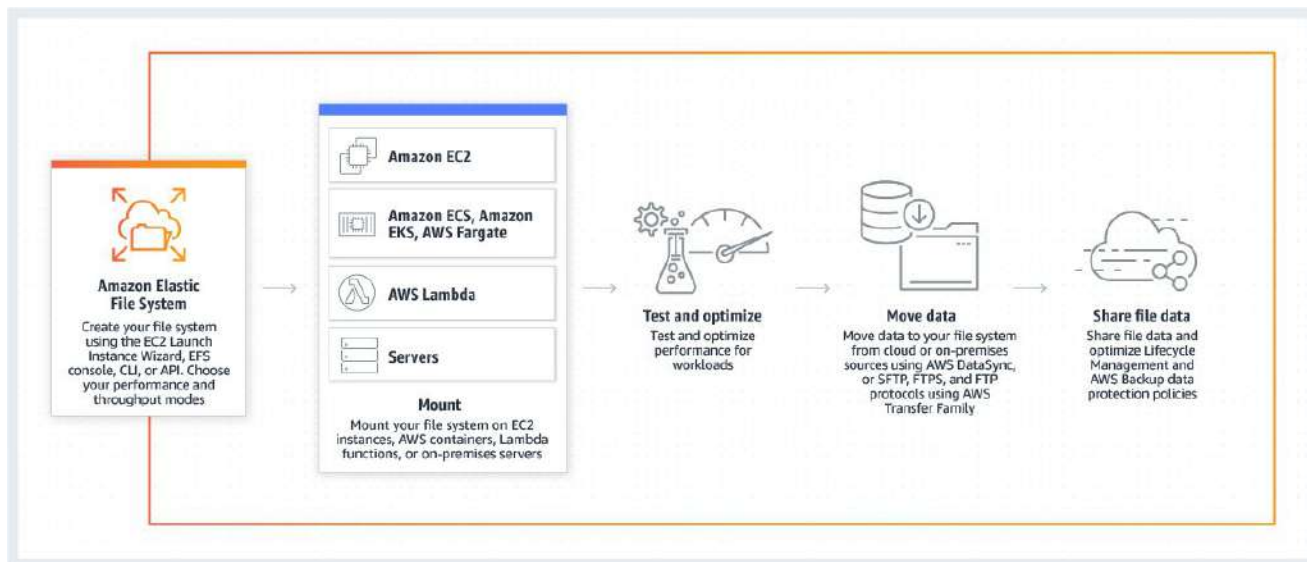 Amazon Elastic
File System
Create your file system
using the EC2 Launch
Instance Wizard, EFS
console, CLI, or API. Choose
your performance and
throughput modes
Amazon EC2
Amazon ECS, Amazon
EKS, AWS Fargate
AWS Lambda
Servers
Mount
Mount your file system on EC2
instances, AWS containers, Lambda
functions, or on-premises servers
Test and optimize
Test and optimize
performance for
workloads
Move data
Move data to your file system
from cloud or on-premises
sources using AWS DataSync,
or SFTP, FTPS, and FTP
protocols using AWS
Transfer Family
Share file data
Share file data and
optimize Lifecycle
Management and
AWS Backup data
protection policies